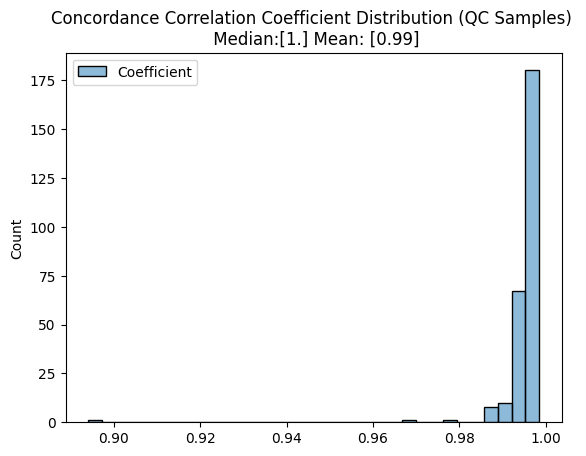 Concordance Correlation Coefficient Distribution (QC Samples)
Median:[1.] Mean: [0.99]
Coefficient
175
150
125
100
75
50
25
0
Count
0.90 0.92 0.94 0.96 0.98 1.00